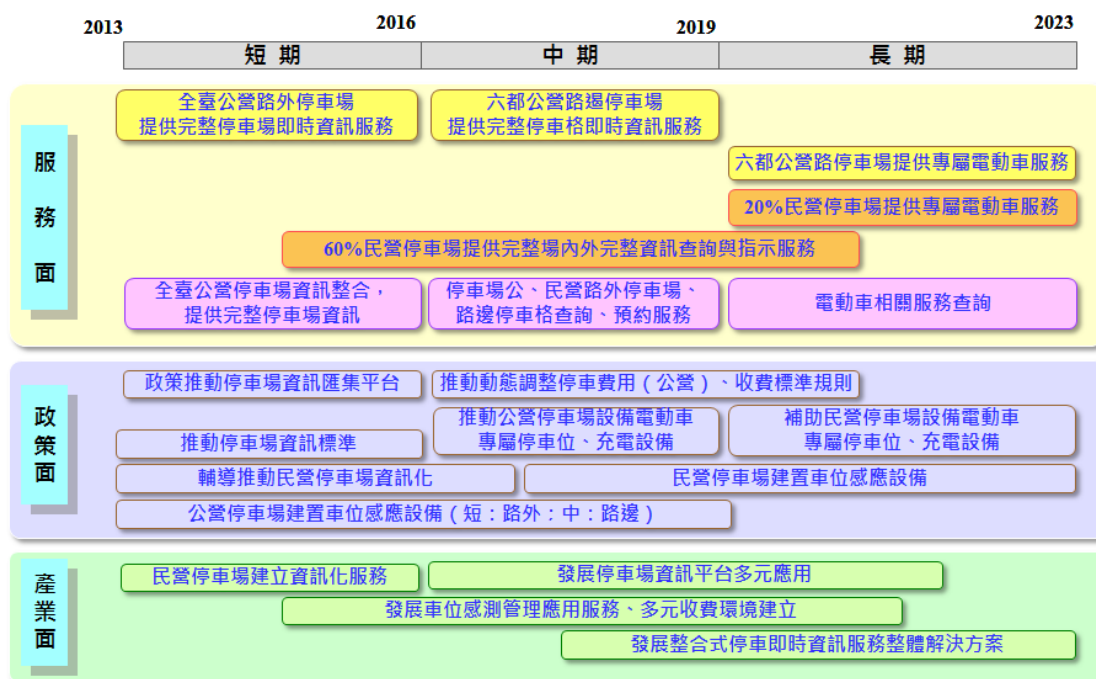 2013
2016
2019
2023
短 期
中 期
長 期
服務面
全臺公營路外停車場
提供完整停車場即時資訊服務
六都公營路邊停車場
提供完整停車格即時資訊服務
六都公營路停車場提供專屬電動車服務
20%民營停車場提供專屬電動車服務
60%民營停車場提供完整場內外完整資訊查詢與指示服務
全臺公營停車場資訊整合，
提供完整停車場資訊
停車場公、民營路外停車場、
路邊停車格查詢、預約服務
電動車相關服務查詢
政策面
政策推動停車場資訊匯集平台
推動動態調整停車費用（公營）、收費標準規則
推動停車場資訊標準
推動公營停車場設備電動車
專屬停車位、充電設備
補助民營停車場設備電動車
專屬停車位、充電設備
輔導推動民營停車場資訊化
民營停車場建置車位感應設備
公營停車場建置車位感應設備（短：路外；中：路邊）
產業面
民營停車場建立資訊化服務
發展停車場資訊平台多元應用
發展車位感測管理應用服務、多元收費環境建立
發展整合式停車即時資訊服務整體解決方案